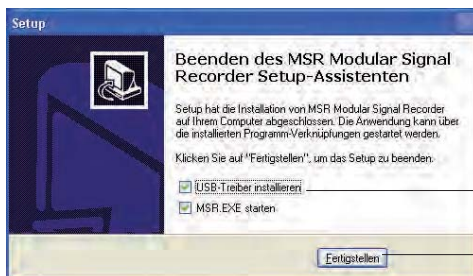 Setup
Beenden des MSR Modular Signal
Recorder Setup-Assistenten
Setup hat die Installation von MSR Modular Signal Recorder
auf Ihrem Computer abgeschlossen. Die Anwendung kann über
die installierten Programm-Verknüpfungen gestartet werden.
Klicken Sie auf "Fertigstellen", um das Setup zu beenden.
USB-Treiber installieren
MSR.EXE starten
Fertigstellen